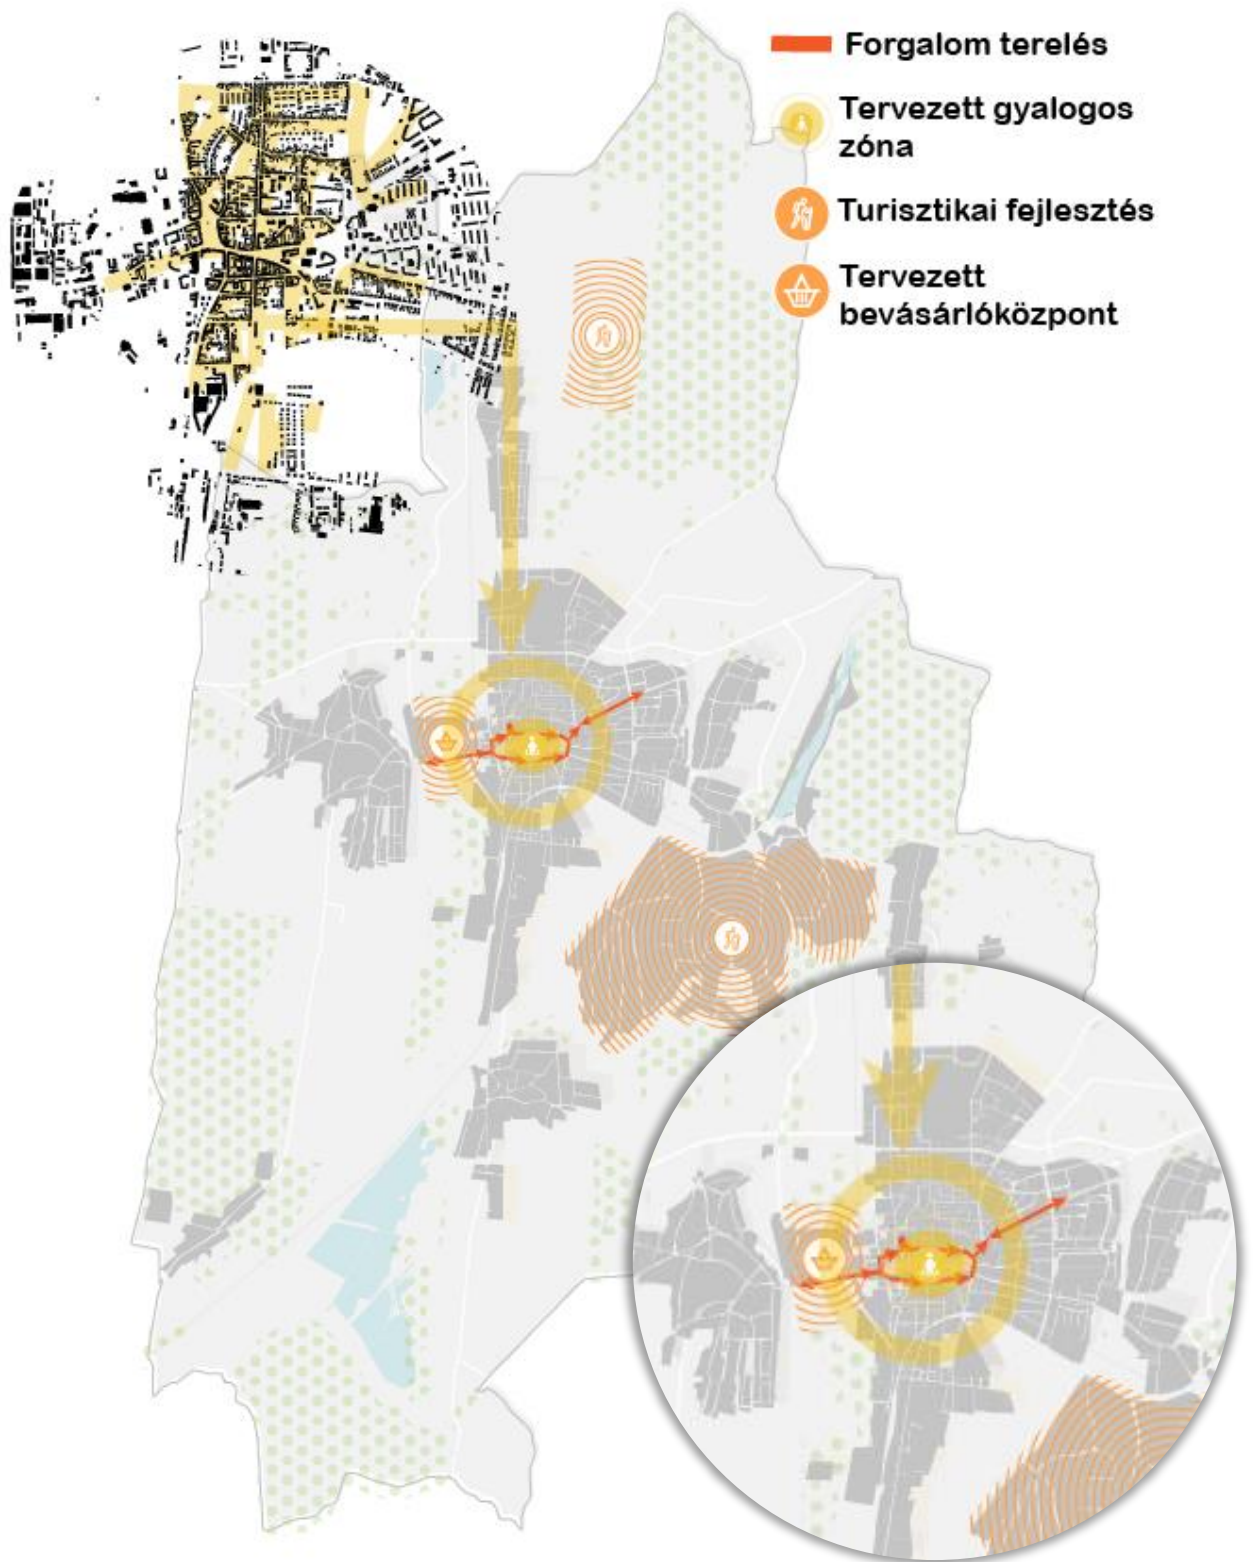 Forgalom terelés
Tervezett gyalogos
zóna
Turisztikai fejlesztés
Tervezett
bevásárlóközpont